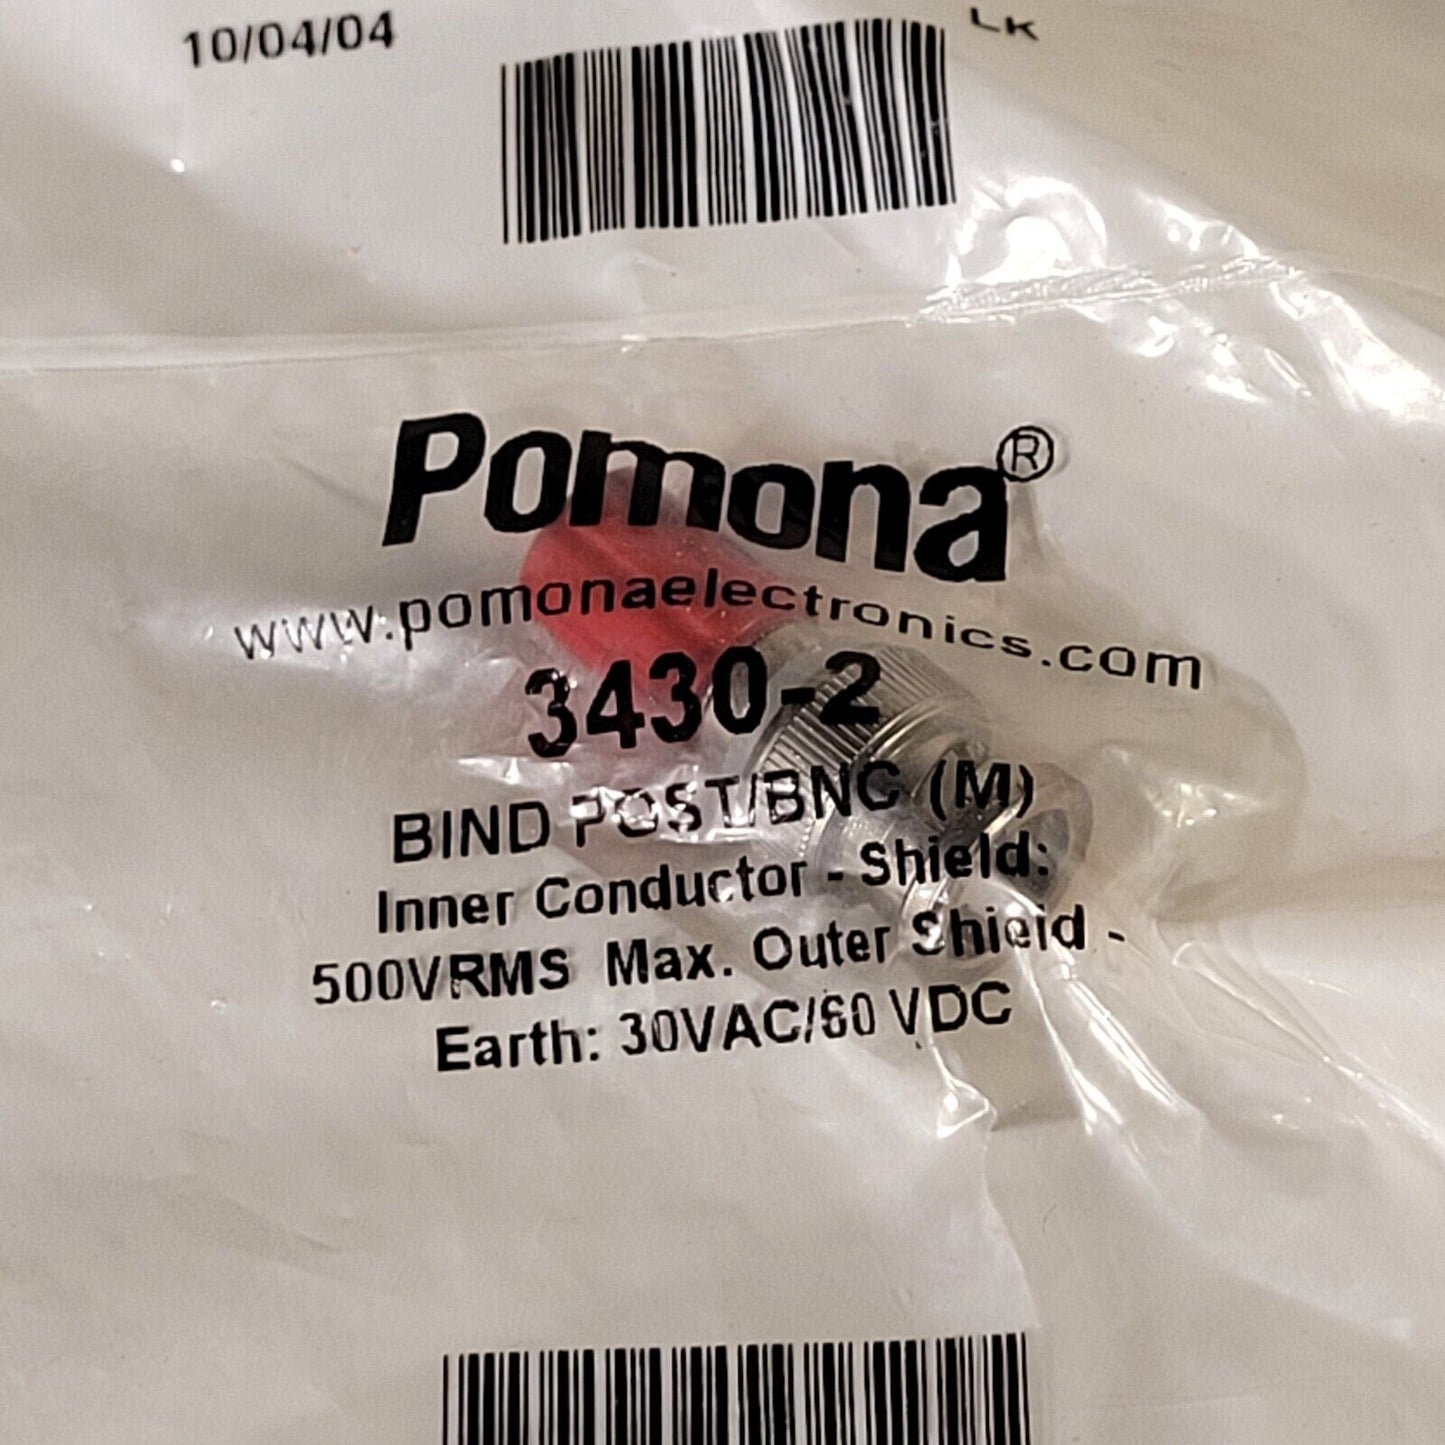 10/04/04
LK
Pomona®
www.pomonaelectronics.com
3430-2
BIND POST/BNC (M)
Inner Conductor - Shield:
500VRMS Max. Outer Shield -
Earth: 30VAC/60 VDC